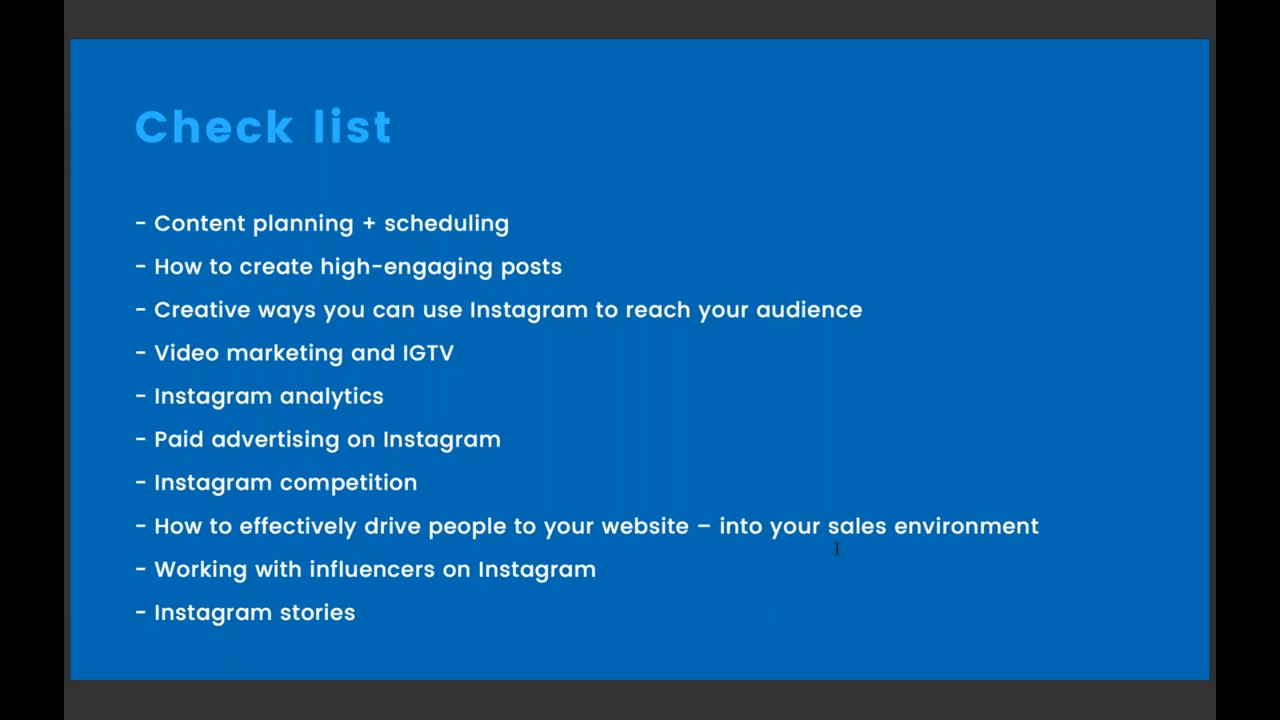 Check list
- Content planning + scheduling
- How to create high-engaging posts
- Creative ways you can use Instagram to reach your audience
- Video marketing and IGTV
- Instagram analytics
- Paid advertising on Instagram
- Instagram competition
- How to effectively drive people to your website – into your sales environment
- Working with influencers on Instagram
- Instagram stories